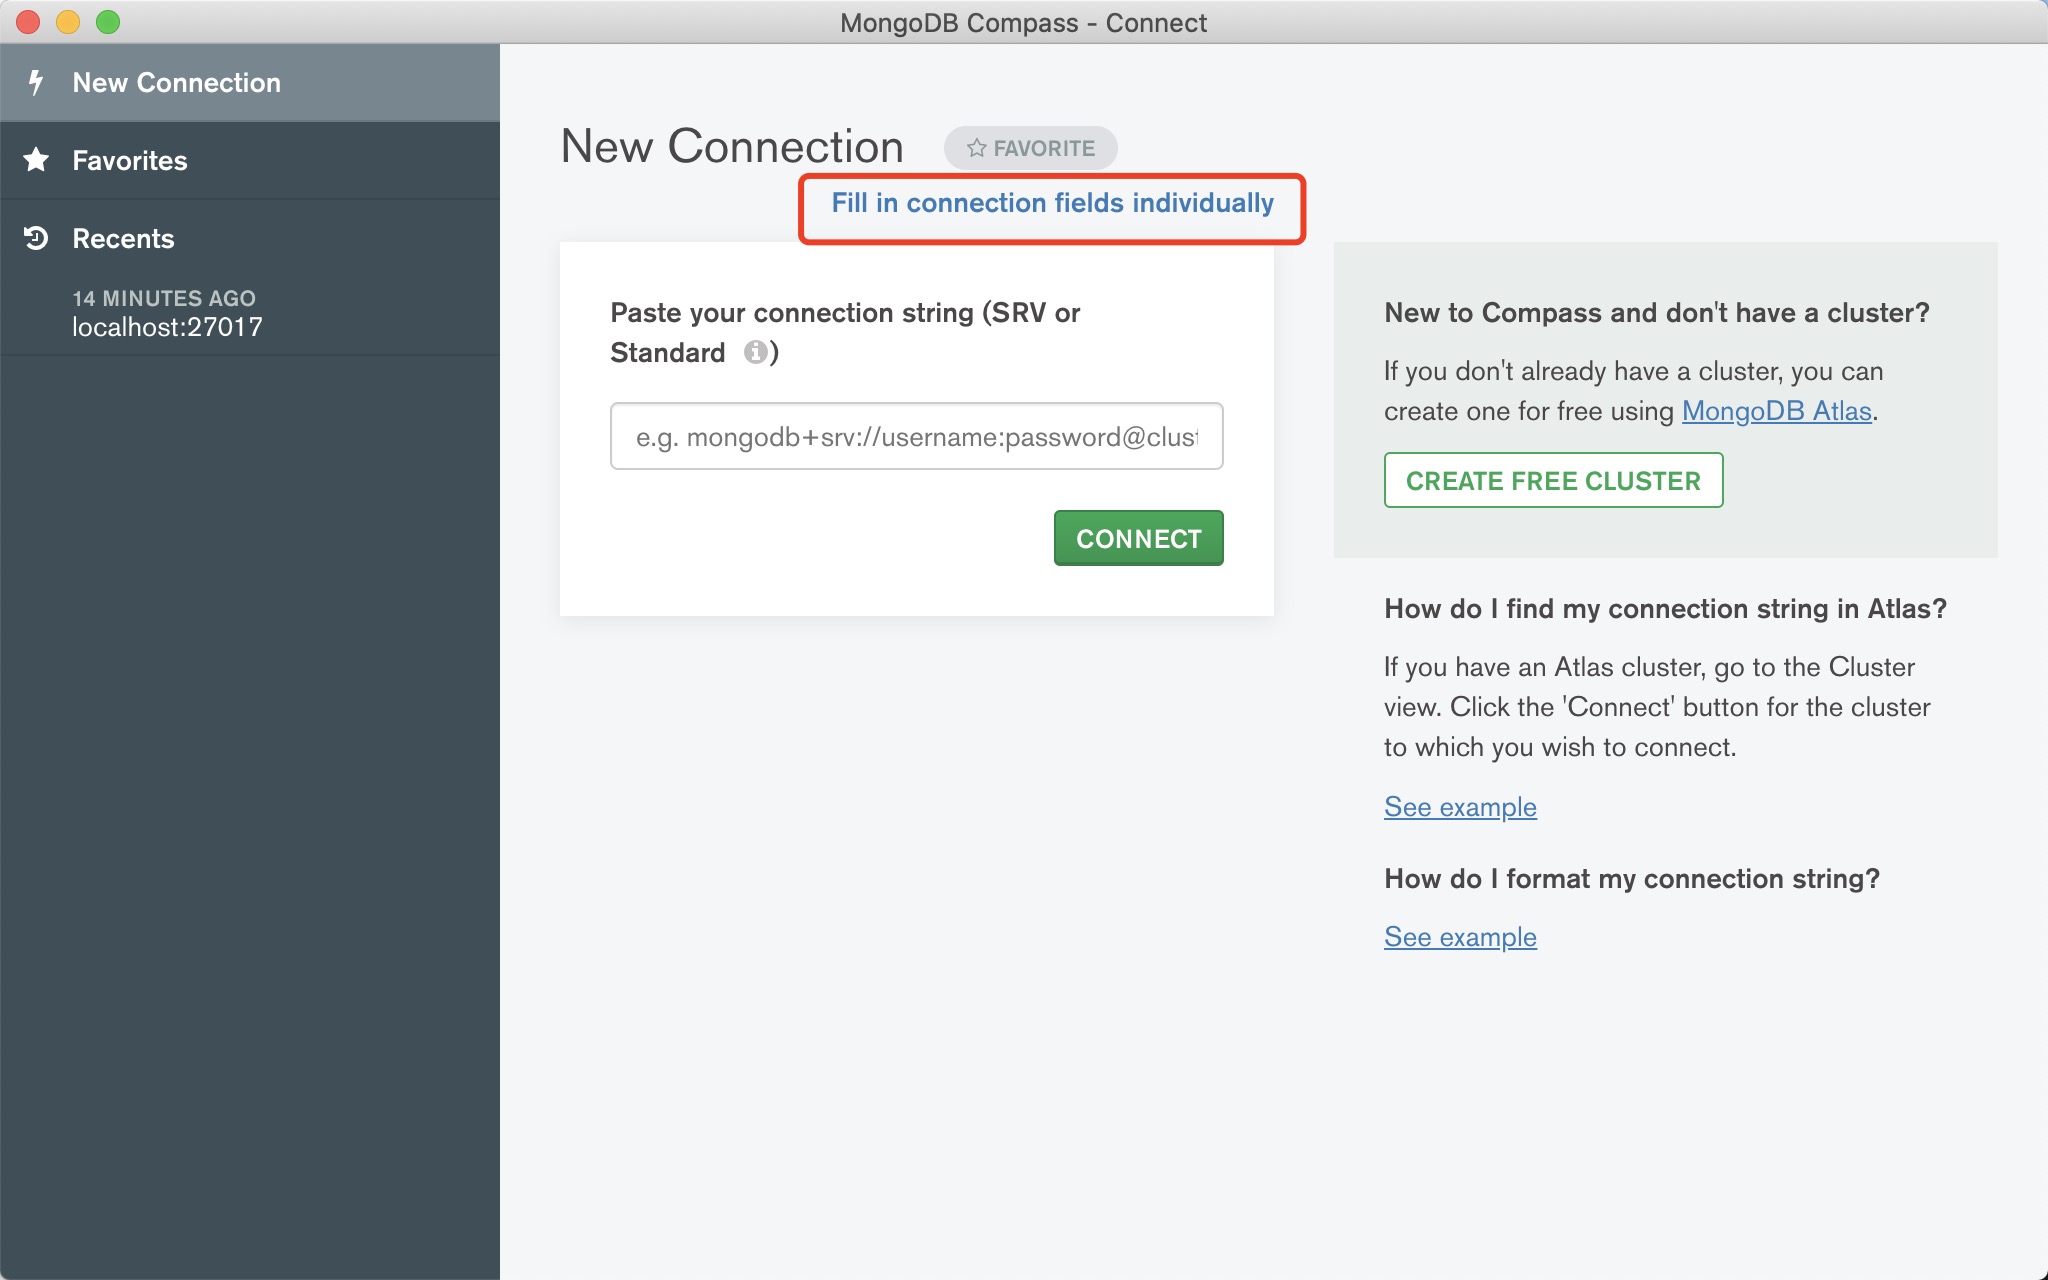 MongoDB Compass - Connect
New Connection
Favorites
Recents
14 MINUTES AGO
localhost:27017
New Connection
FAVORITE
Fill in connection fields individually
Paste your connection string (SRV or
Standard )
e.g. mongodb+srv://username:password@clust
CONNECT
New to Compass and don't have a cluster?
If you don't already have a cluster, you can
create one for free using MongoDB Atlas.
CREATE FREE CLUSTER
How do I find my connection string in Atlas?
If you have an Atlas cluster, go to the Cluster
view. Click the 'Connect' button for the cluster
to which you wish to connect.
See example
How do I format my connection string?
See example